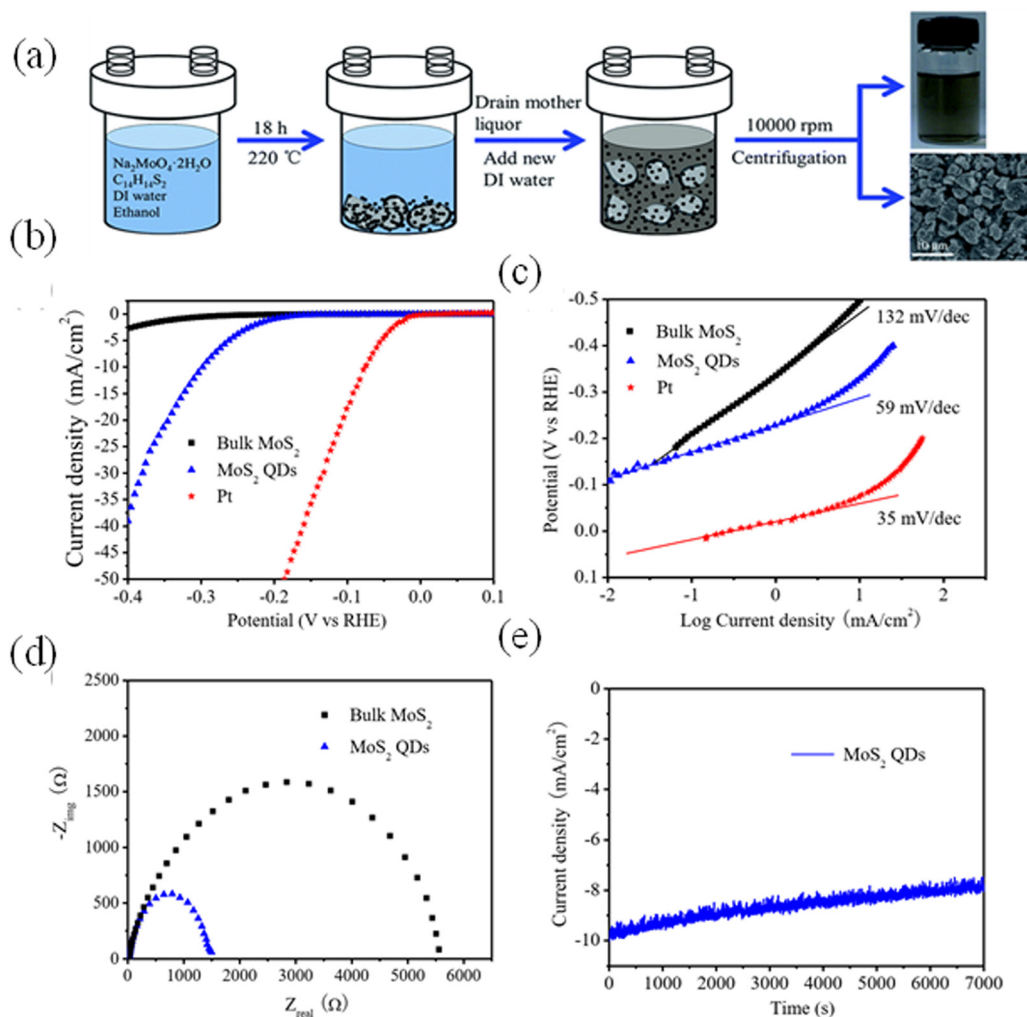 (a)
Na₂MoO₄·2H₂O
C₁₄H₁₄S₂
DI water
Ethanol
18 h
220 ℃
Drain mother
liquor
Add new
DI water
10000 rpm
Centrifugation
10 μm
(b)
Current density (mA/cm²)
0
-5
-10
-15
-20
-25
-30
-35
-40
-45
-50
Bulk MoS₂
MoS₂ QDs
Pt
-0.4
-0.3
-0.2
-0.1
0.0
0.1
Potential (V vs RHE)
(c)
Potential (V vs RHE)
-0.5
-0.4
-0.3
-0.2
-0.1
0.0
0.1
Bulk MoS₂
MoS₂ QDs
Pt
132 mV/dec
59 mV/dec
35 mV/dec
-2
-1
0
1
2
Log Current density (mA/cm²)
(d)
-Z_img (Ω)
2500
2000
1500
1000
500
0
Bulk MoS₂
MoS₂ QDs
0
1000
2000
3000
4000
5000
6000
Z_real (Ω)
(e)
Current density (mA/cm²)
0
-2
-4
-6
-8
-10
MoS₂ QDs
0
1000
2000
3000
4000
5000
6000
7000
Time (s)